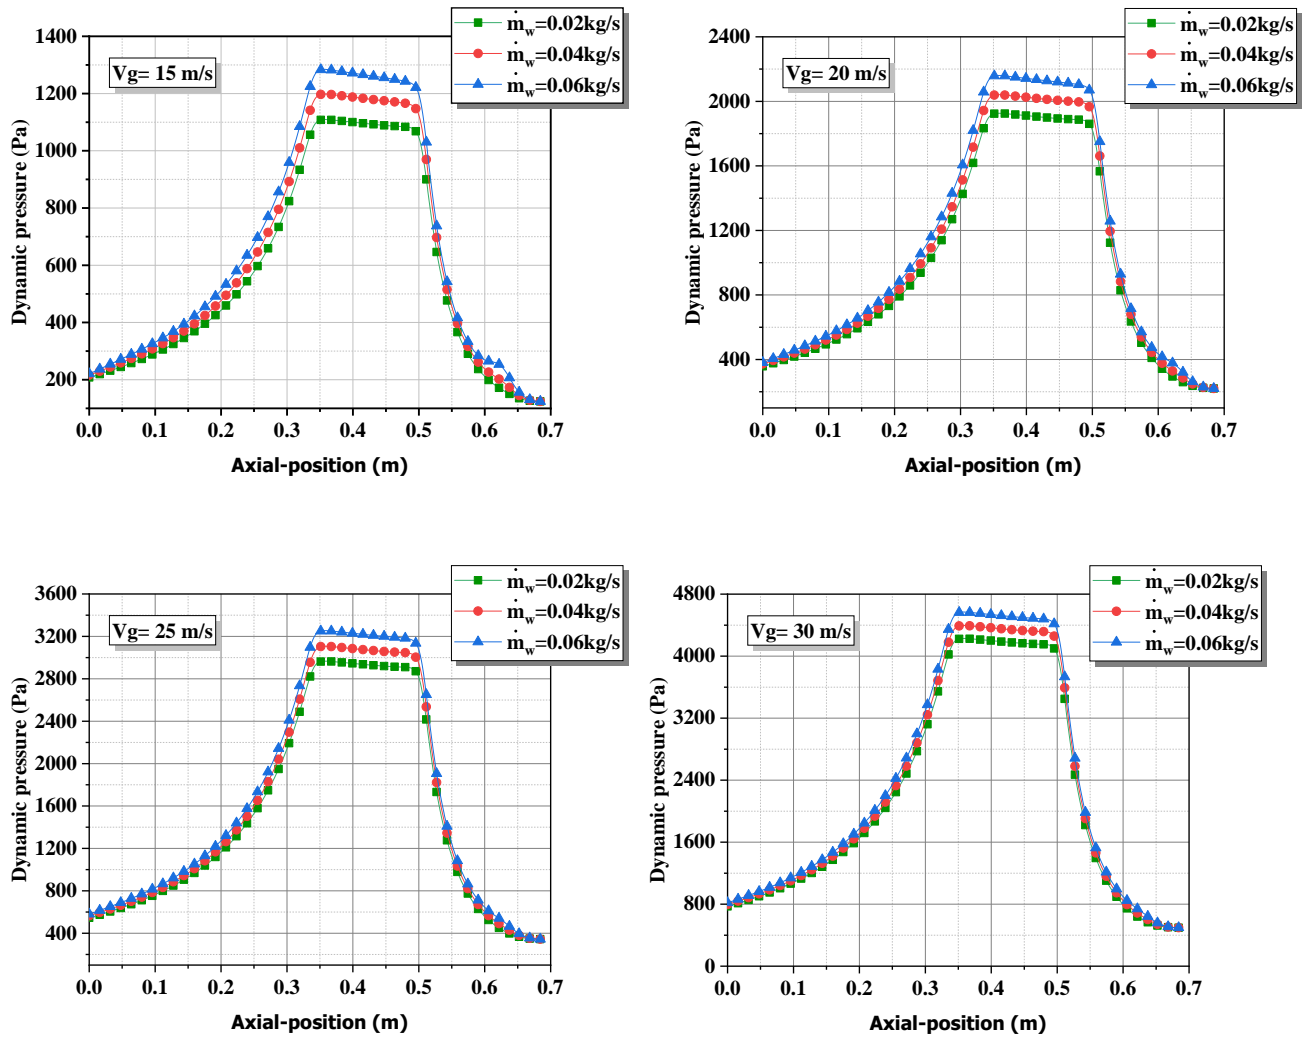 ṁw=0.02kg/s
ṁw=0.04kg/s
ṁw=0.06kg/s
Vg= 15 m/s
1400
1200
1000
800
600
400
200
Dynamic pressure (Pa)
0.0 0.1 0.2 0.3 0.4 0.5 0.6 0.7
Axial-position (m)
ṁw=0.02kg/s
ṁw=0.04kg/s
ṁw=0.06kg/s
Vg= 20 m/s
2400
2000
1600
1200
800
400
Dynamic pressure (Pa)
0.0 0.1 0.2 0.3 0.4 0.5 0.6 0.7
Axial-position (m)
ṁw=0.02kg/s
ṁw=0.04kg/s
ṁw=0.06kg/s
Vg= 25 m/s
3600
3200
2800
2400
2000
1600
1200
800
400
Dynamic pressure (Pa)
0.0 0.1 0.2 0.3 0.4 0.5 0.6 0.7
Axial-position (m)
ṁw=0.02kg/s
ṁw=0.04kg/s
ṁw=0.06kg/s
Vg= 30 m/s
4800
4000
3200
2400
1600
800
0
Dynamic pressure (Pa)
0.0 0.1 0.2 0.3 0.4 0.5 0.6 0.7
Axial-position (m)